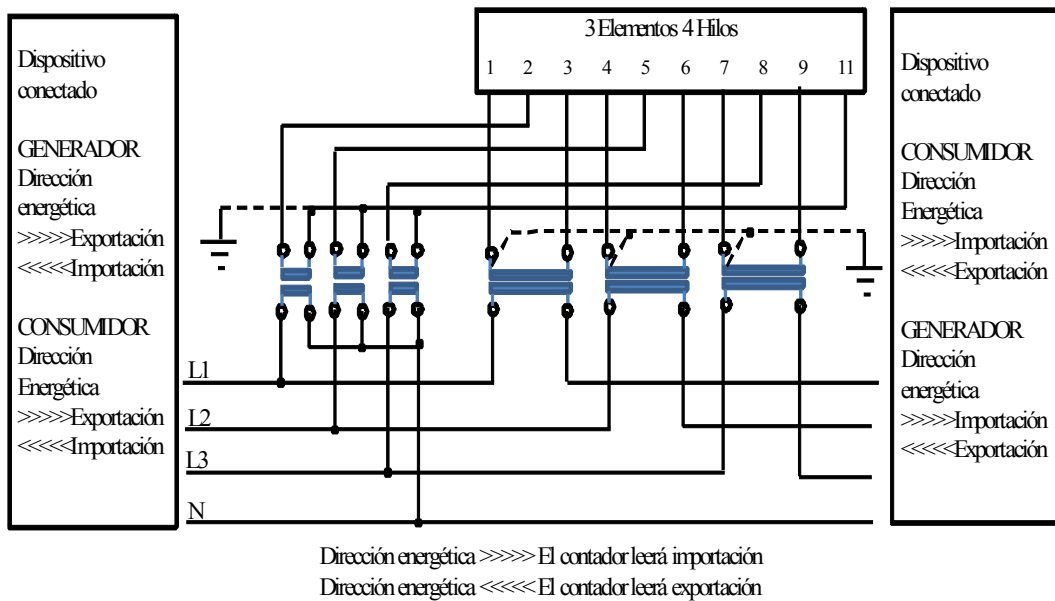 3 Elementos 4 Hilos
1 2 3 4 5 6 7 8 9 11
Dispositivo
conectado
GENERADOR
Dirección
energética
>>>>>Exportación
<<<<<Importación
CONSUMIDOR
Dirección
Energética
>>>>>Exportación
<<<<<Importación
L1
L2
L3
N
Dispositivo
conectado
CONSUMIDOR
Dirección
Energética
>>>>>Importación
<<<<<Exportación
GENERADOR
Dirección
energética
>>>>>Importación
<<<<<Exportación
Dirección energética >>>>> El contador leerá importación
Dirección energética <<<<< El contador leerá exportación